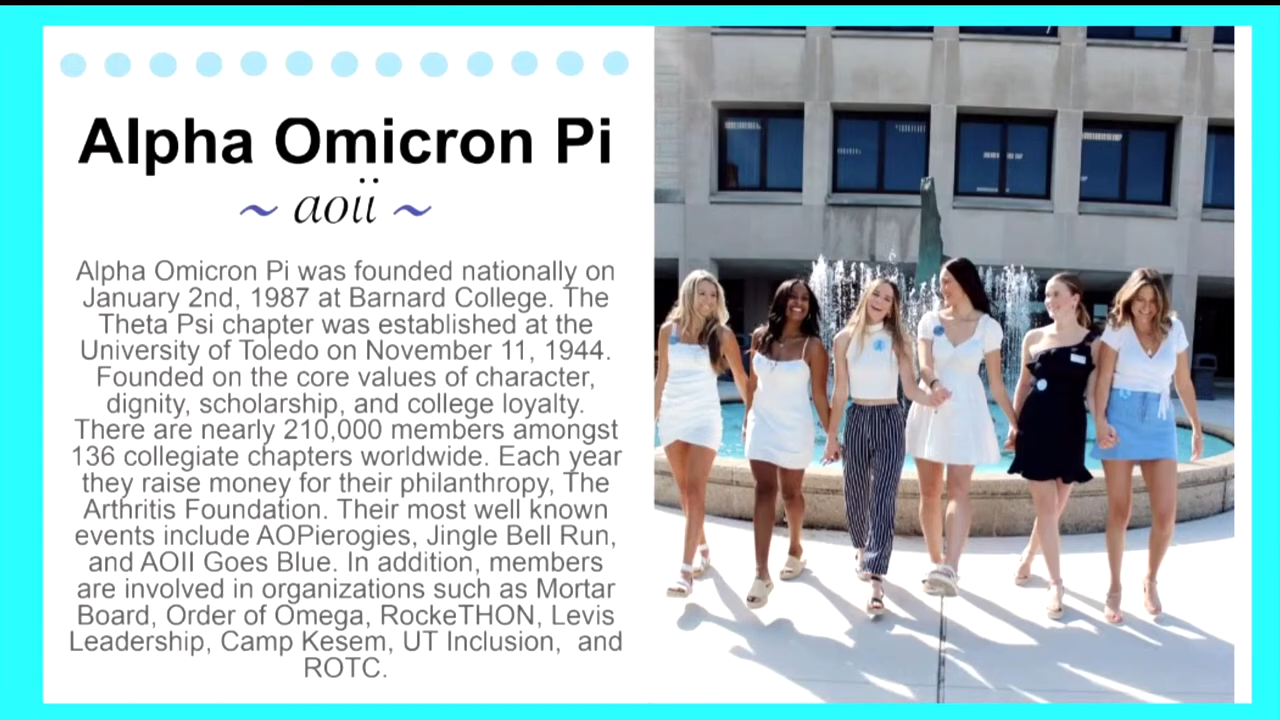 Alpha Omicron Pi
~ aoii ~
Alpha Omicron Pi was founded nationally on
January 2nd, 1987 at Barnard College. The
Theta Psi chapter was established at the
University of Toledo on November 11, 1944.
Founded on the core values of character,
dignity, scholarship, and college loyalty.
There are nearly 210,000 members amongst
136 collegiate chapters worldwide. Each year
they raise money for their philanthropy, The
Arthritis Foundation. Their most well known
events include AOPierogies, Jingle Bell Run,
and AOII Goes Blue. In addition, members
are involved in organizations such as Mortar
Board, Order of Omega, RockeTHON, Levis
Leadership, Camp Kesem, UT Inclusion,  and
ROTC.